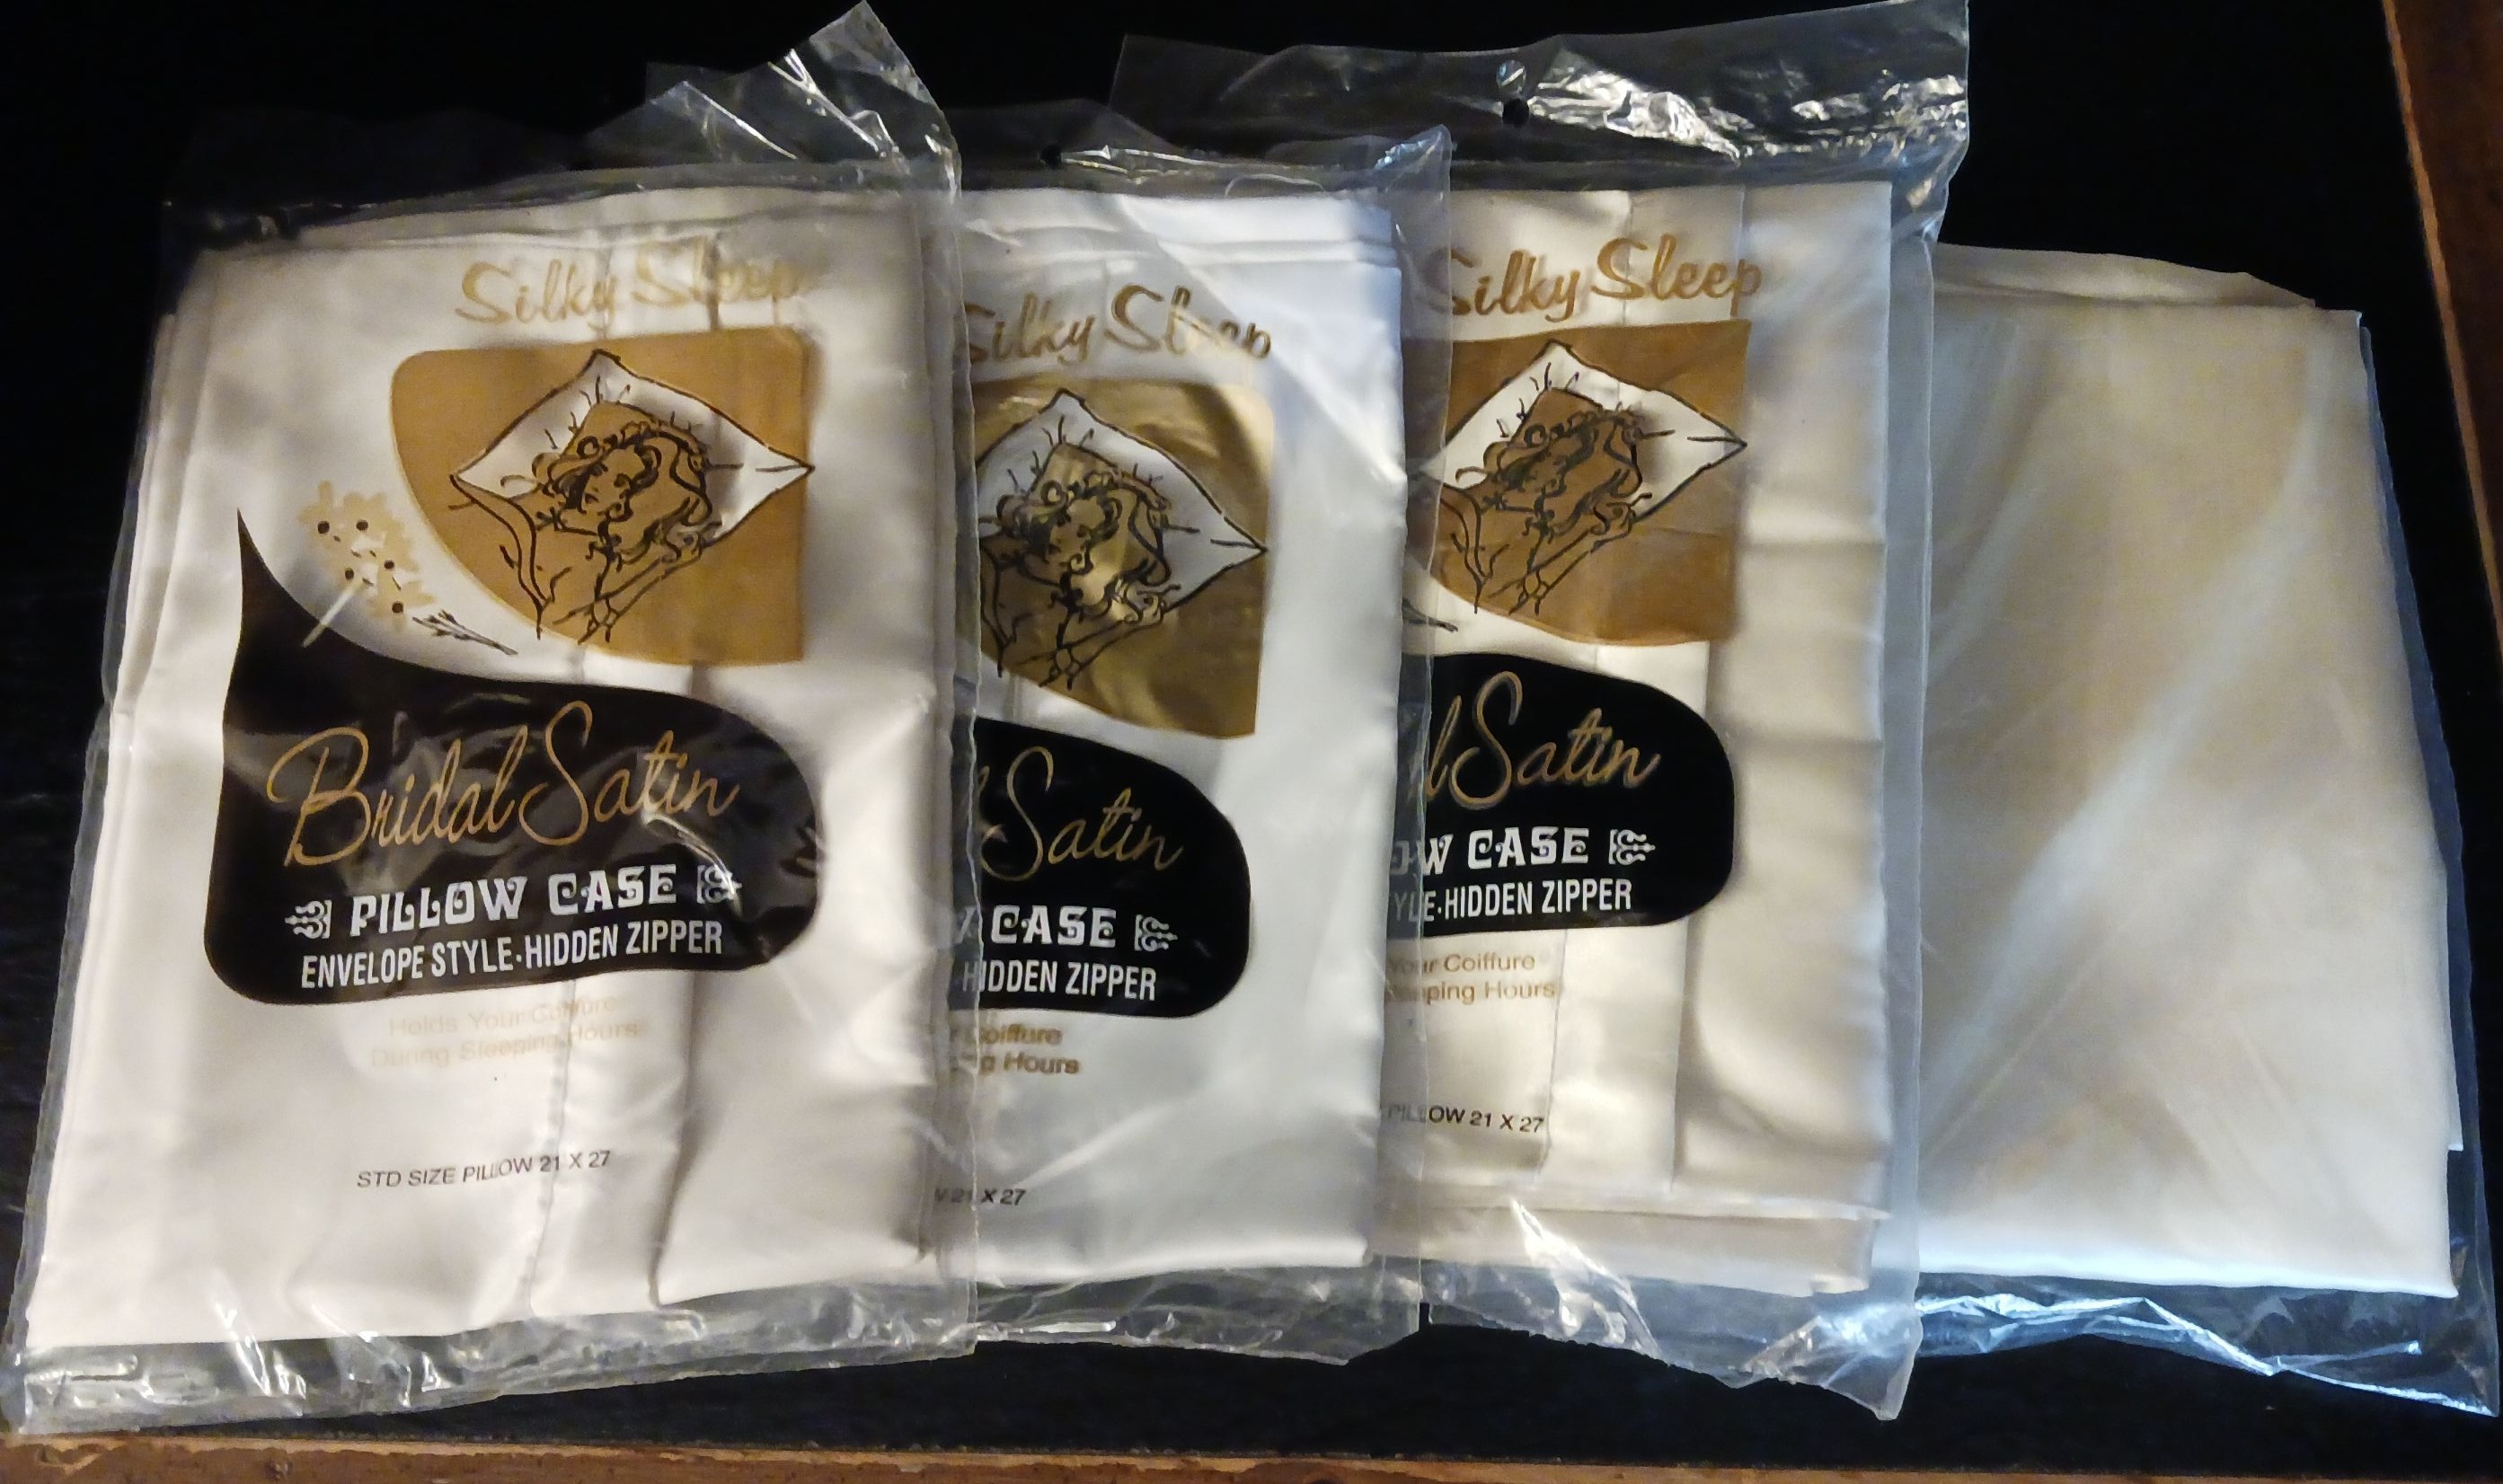 Silky Sleep
Bridal Satin
PILLOW CASE
ENVELOPE STYLE·HIDDEN ZIPPER
Holds Your Coiffure
During Sleeping Hours
STD SIZE PILLOW 21 X 27
Silky Sleep
Satin
CASE
HIDDEN ZIPPER
Coiffure
Hours
21 X 27
Silky Sleep
l Satin
OW CASE
YLE·HIDDEN ZIPPER
Your Coiffure
ping Hours
PILLOW 21 X 27